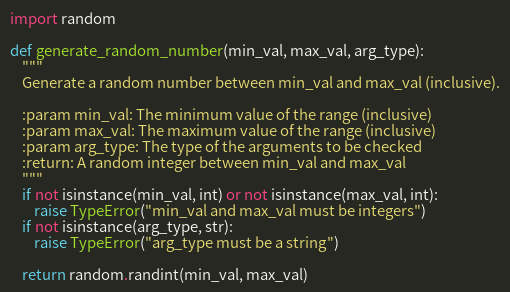 import random
def generate_random_number(min_val, max_val, arg_type):
"""
Generate a random number between min_val and max_val (inclusive).
:param min_val: The minimum value of the range (inclusive)
:param max_val: The maximum value of the range (inclusive)
:param arg_type: The type of the arguments to be checked
:return: A random integer between min_val and max_val
"""
if not isinstance(min_val, int) or not isinstance(max_val, int):
raise TypeError("min_val and max_val must be integers")
if not isinstance(arg_type, str):
raise TypeError("arg_type must be a string")
return random.randint(min_val, max_val)